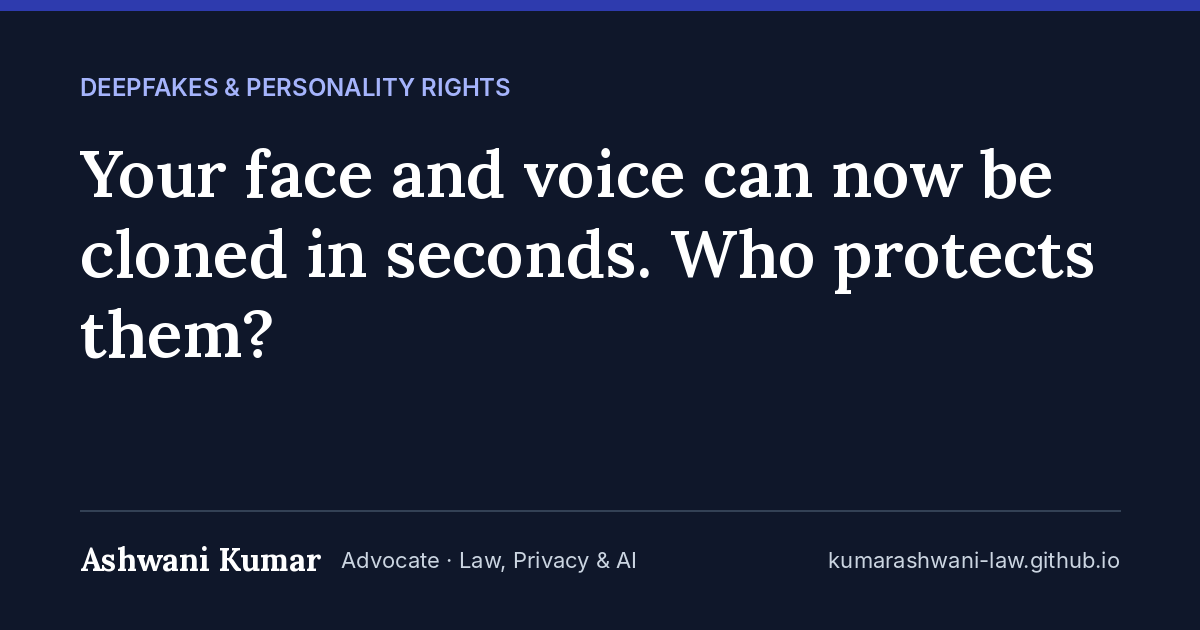 DEEPFAKES & PERSONALITY RIGHTS
Your face and voice can now be
cloned in seconds. Who protects
them?
Ashwani Kumar Advocate · Law, Privacy & AI kumarashwani-law.github.io